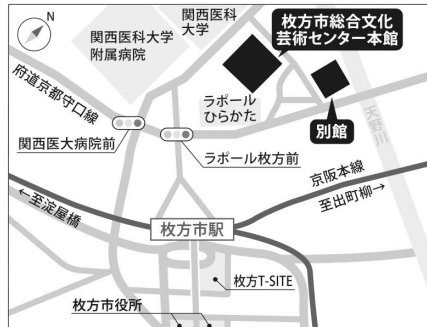 N
関西医科大学
附属病院
関西医科
大学
枚方市総合文化
芸術センター本館
別館
ラポール
ひらかた
府道京都守口線
関西医大病院前
ラポール枚方前
天野川
京阪本線
至出町柳→
←至淀屋橋
枚方市駅
枚方T-SITE
枚方市役所